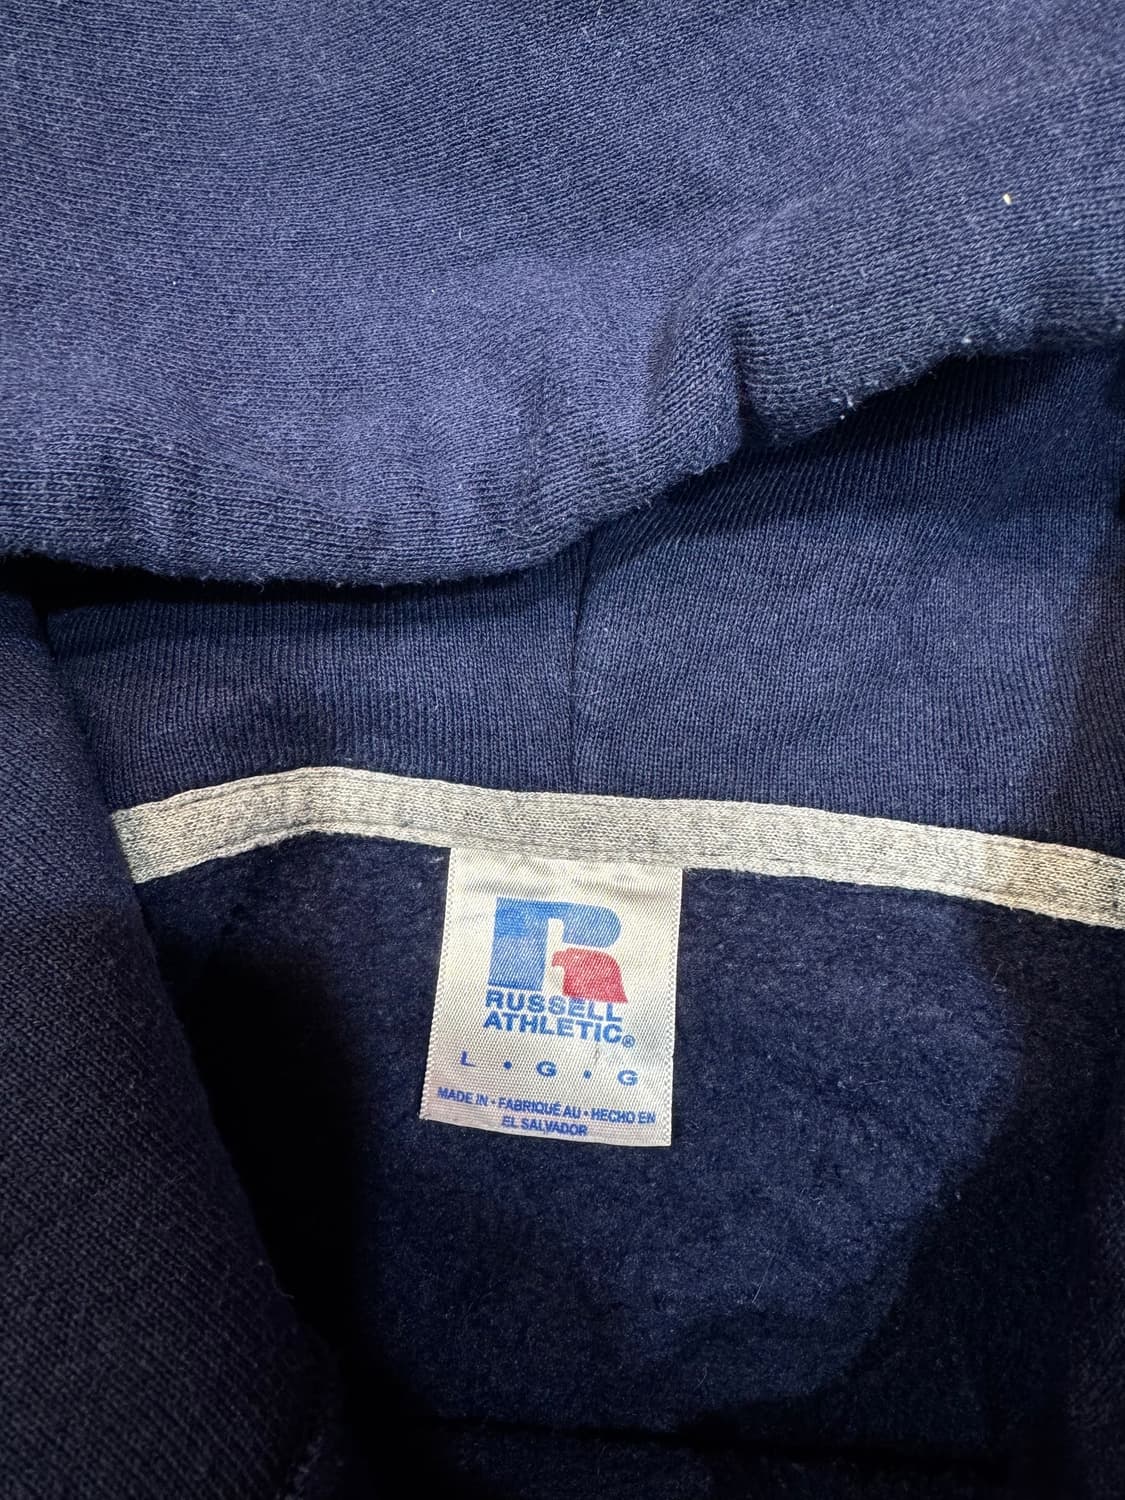 R
RUSSELL
ATHLETIC®
L • G • G
MADE IN • FABRIQUÉ AU • HECHO EN
EL SALVADOR